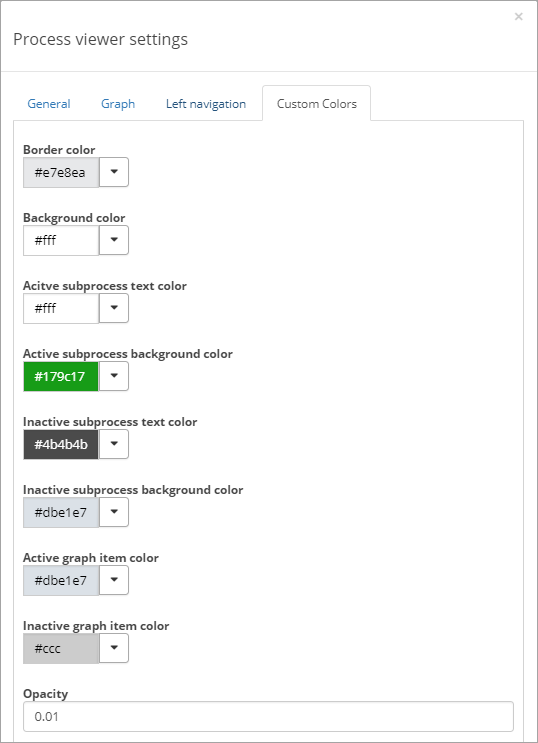 ×
Process viewer settings
General Graph Left navigation Custom Colors
Border color
#e7e8ea
Background color
#fff
Acitve subprocess text color
#fff
Active subprocess background color
#179c17
Inactive subprocess text color
#4b4b4b
Inactive subprocess background color
#dbe1e7
Active graph item color
#dbe1e7
Inactive graph item color
#ccc
Opacity
0.01